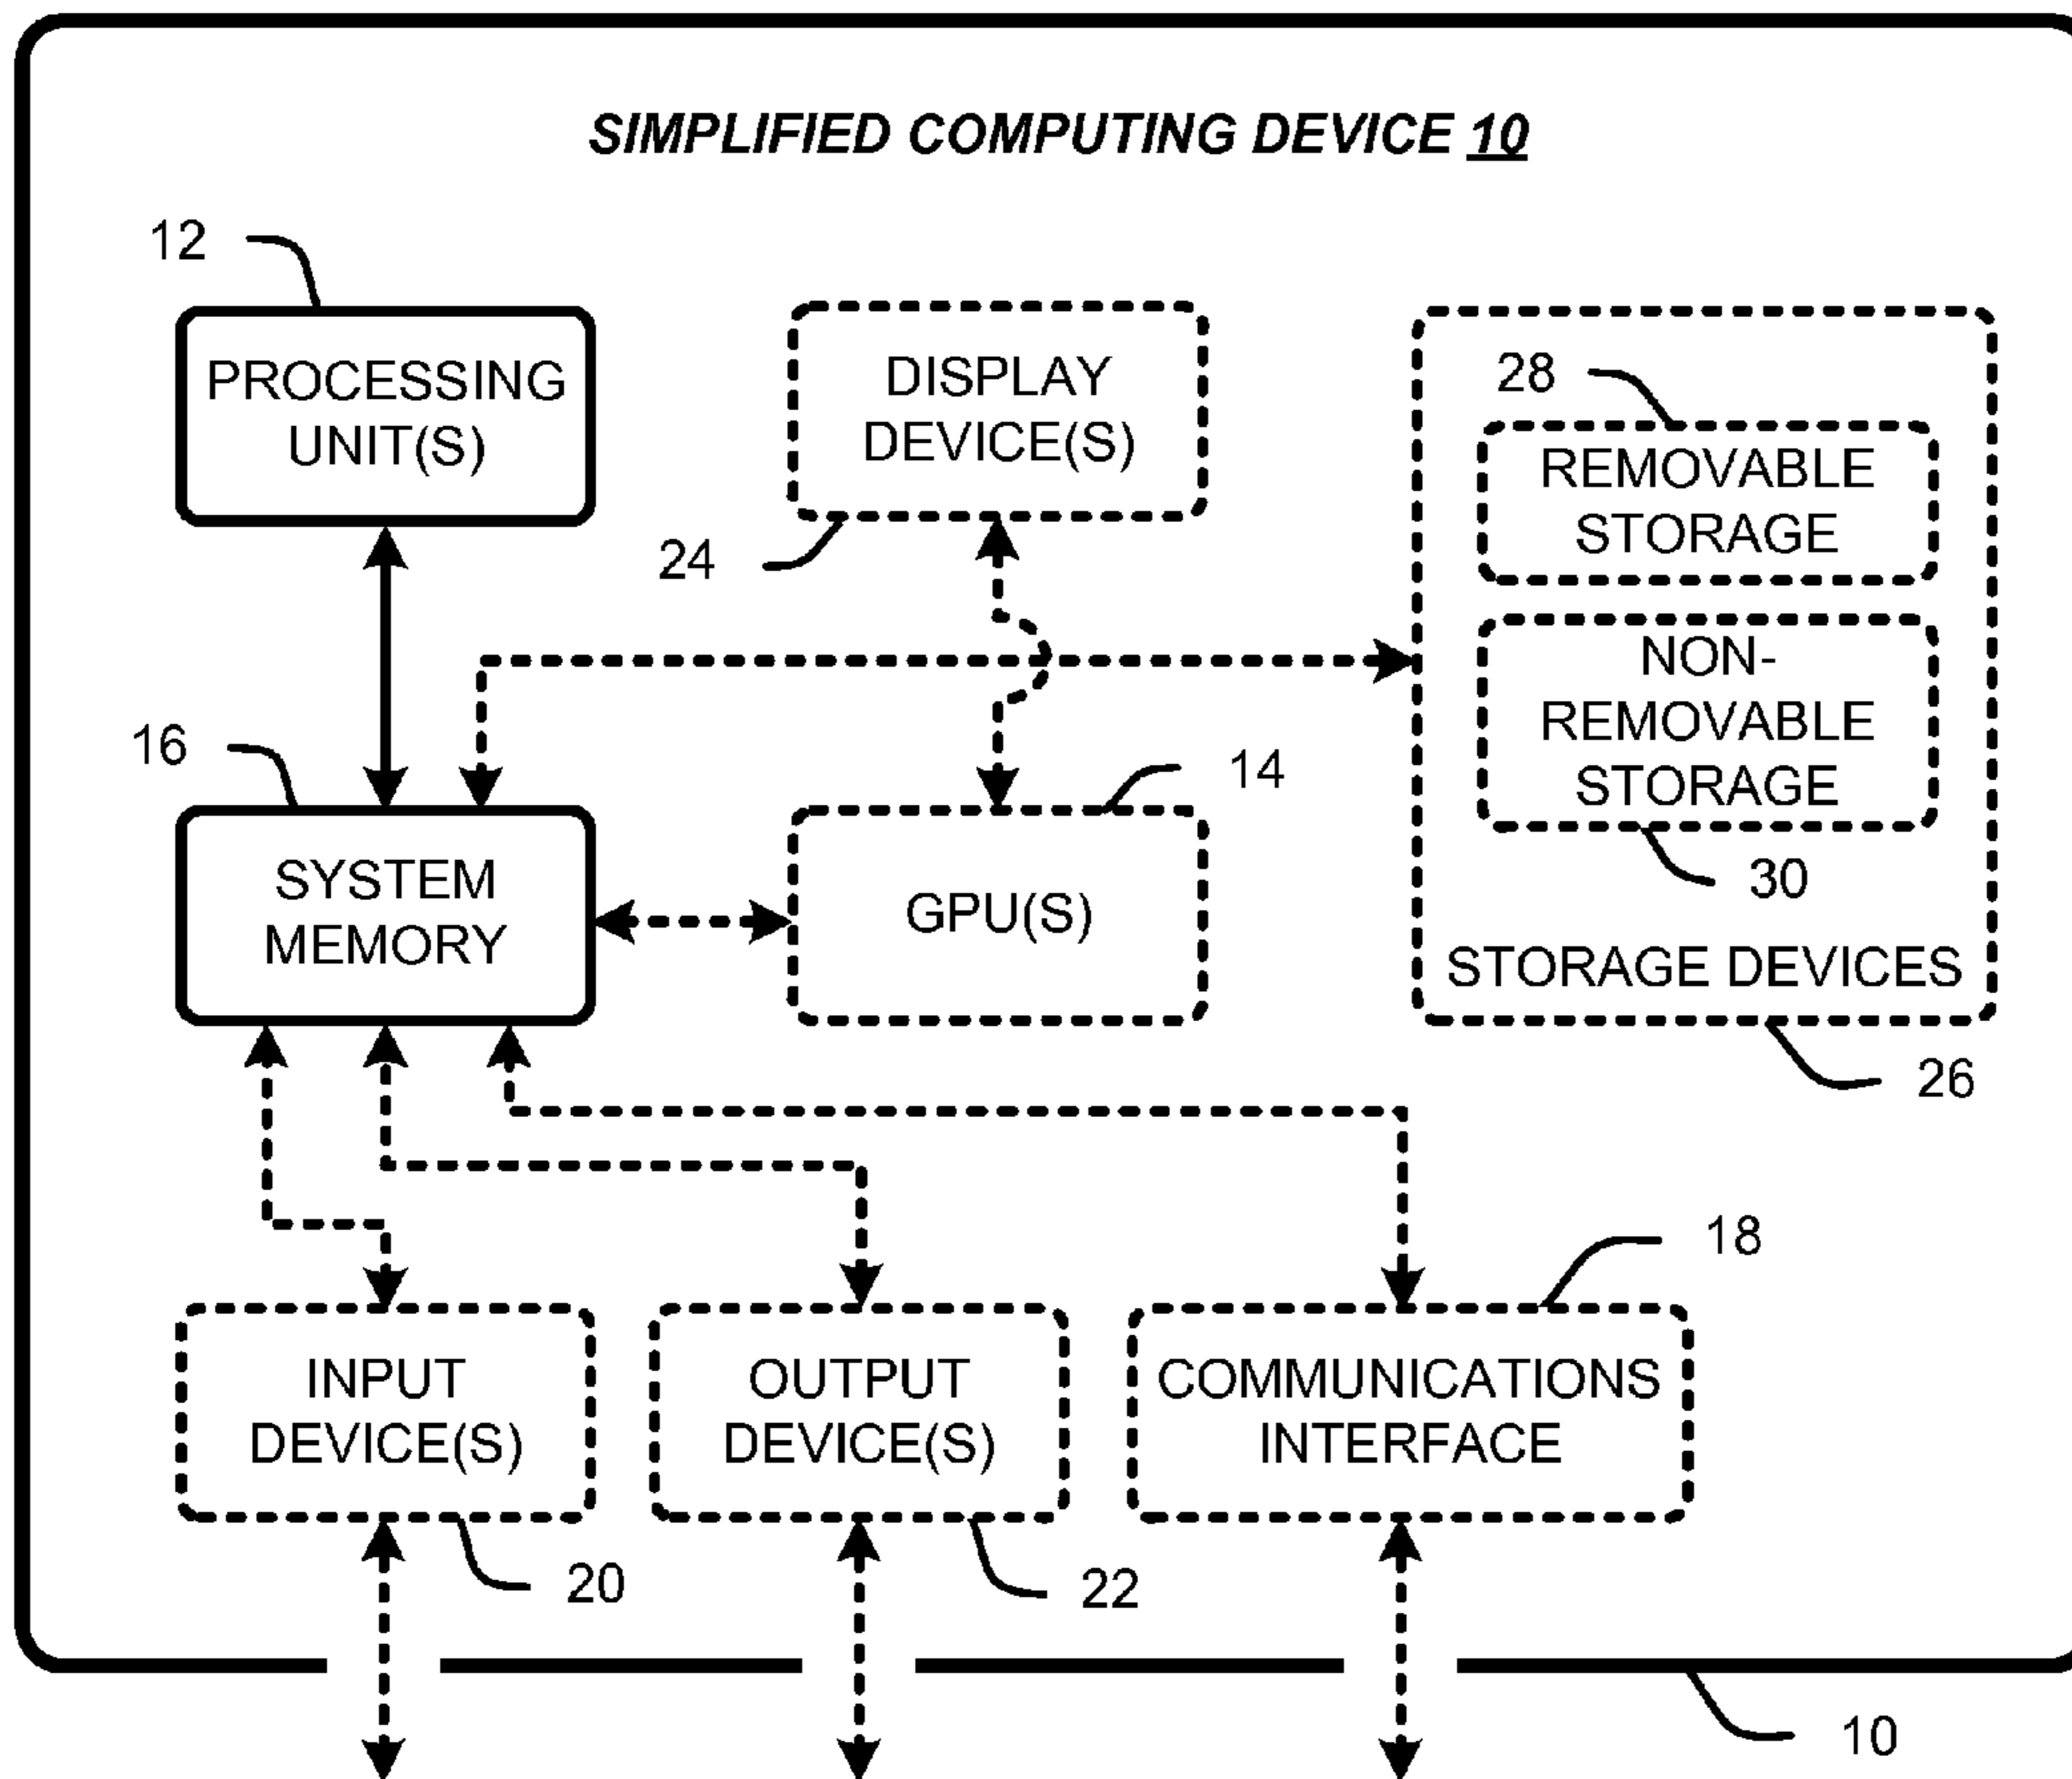 SIMPLIFIED COMPUTING DEVICE 10
12
PROCESSING
UNIT(S)
DISPLAY
DEVICE(S)
24
28
REMOVABLE
STORAGE
NON-
REMOVABLE
STORAGE
30
STORAGE DEVICES
26
16
SYSTEM
MEMORY
14
GPU(S)
18
INPUT
DEVICE(S)
20
OUTPUT
DEVICE(S)
22
COMMUNICATIONS
INTERFACE
10